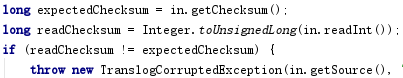 long expectedChecksum = in.getChecksum();
long readChecksum = Integer.toUnsignedLong(in.readInt());
if (readChecksum != expectedChecksum) {
throw new TranslogCorruptedException(in.getSource(),